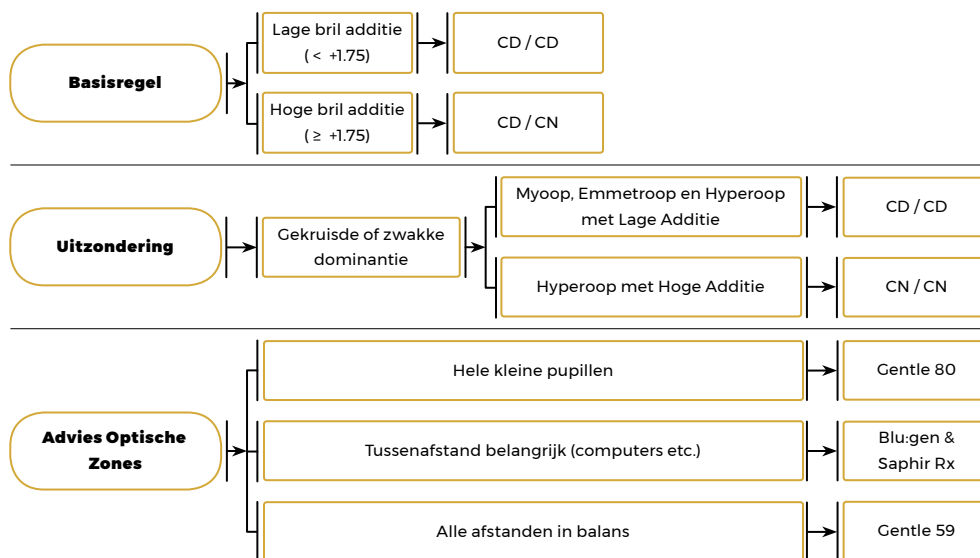 Basisregel
Lage bril additie
( < +1.75)
CD / CD
Hoge bril additie
( ≥ +1.75)
CD / CN
Uitzondering
Gekruisde of zwakke
dominantie
Myoop, Emmetroop en Hyperoop
met Lage Additie
CD / CD
Hyperoop met Hoge Additie
CN / CN
Advies Optische
Zones
Hele kleine pupillen
Gentle 80
Tussenafstand belangrijk (computers etc.)
Blu:gen &
Saphir Rx
Alle afstanden in balans
Gentle 59